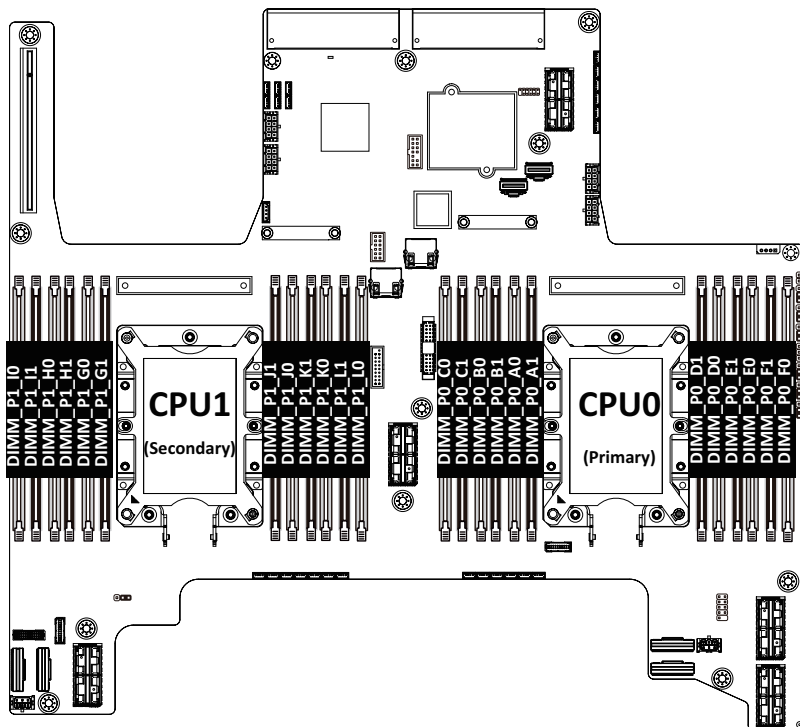 DIMM_P1_I0
DIMM_P1_I1
DIMM_P1_H0
DIMM_P1_H1
DIMM_P1_G0
DIMM_P1_G1
CPU1
(Secondary)
DIMM_P1_J1
DIMM_P1_J0
DIMM_P1_K1
DIMM_P1_K0
DIMM_P1_L1
DIMM_P1_L0
DIMM_P0_C0
DIMM_P0_C1
DIMM_P0_B0
DIMM_P0_B1
DIMM_P0_A0
DIMM_P0_A1
CPU0
(Primary)
DIMM_P0_D1
DIMM_P0_D0
DIMM_P0_E1
DIMM_P0_E0
DIMM_P0_F1
DIMM_P0_F0